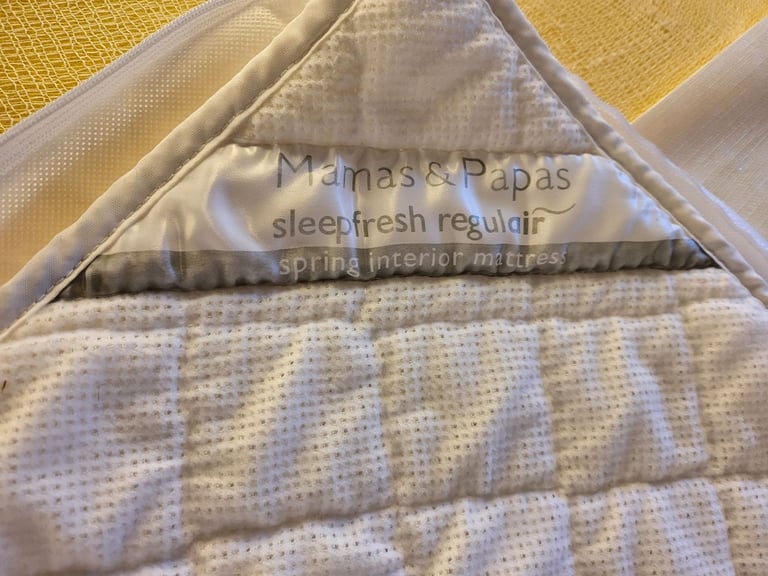 Mamas & Papas
sleepfresh regulair
spring interior mattress